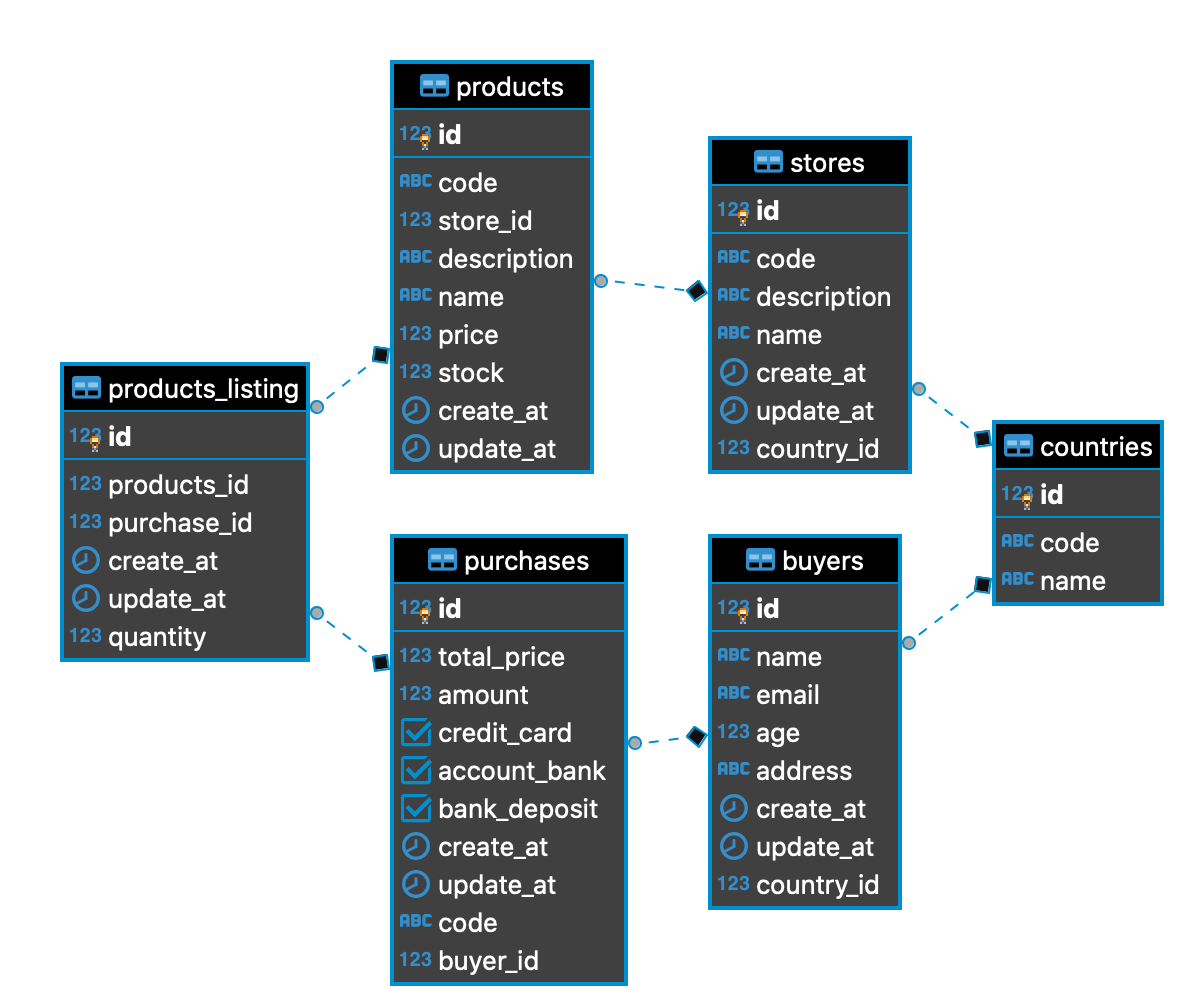 products
123 id
ABC code
123 store_id
ABC description
ABC name
123 price
123 stock
create_at
update_at
stores
123 id
ABC code
ABC description
ABC name
create_at
update_at
123 country_id
products_listing
123 id
123 products_id
123 purchase_id
create_at
update_at
123 quantity
countries
123 id
ABC code
ABC name
purchases
123 id
123 total_price
123 amount
credit_card
account_bank
bank_deposit
create_at
update_at
ABC code
123 buyer_id
buyers
123 id
ABC name
ABC email
123 age
ABC address
create_at
update_at
123 country_id